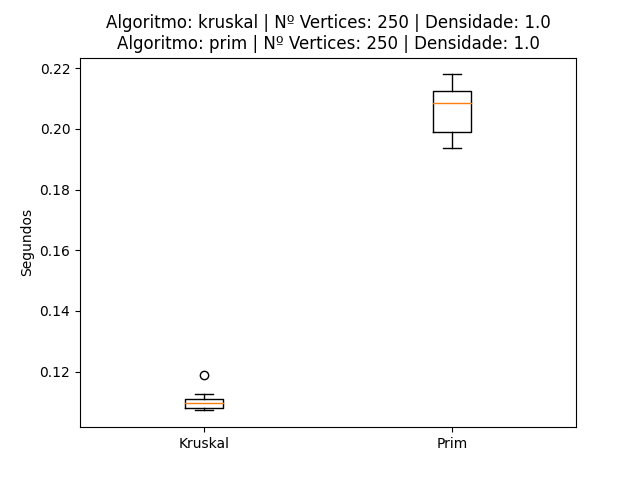 Algoritmo: kruskal | Nº Vertices: 250 | Densidade: 1.0
Algoritmo: prim | Nº Vertices: 250 | Densidade: 1.0
0.22
0.20
0.18
0.16
0.14
0.12
Segundos
Kruskal
Prim